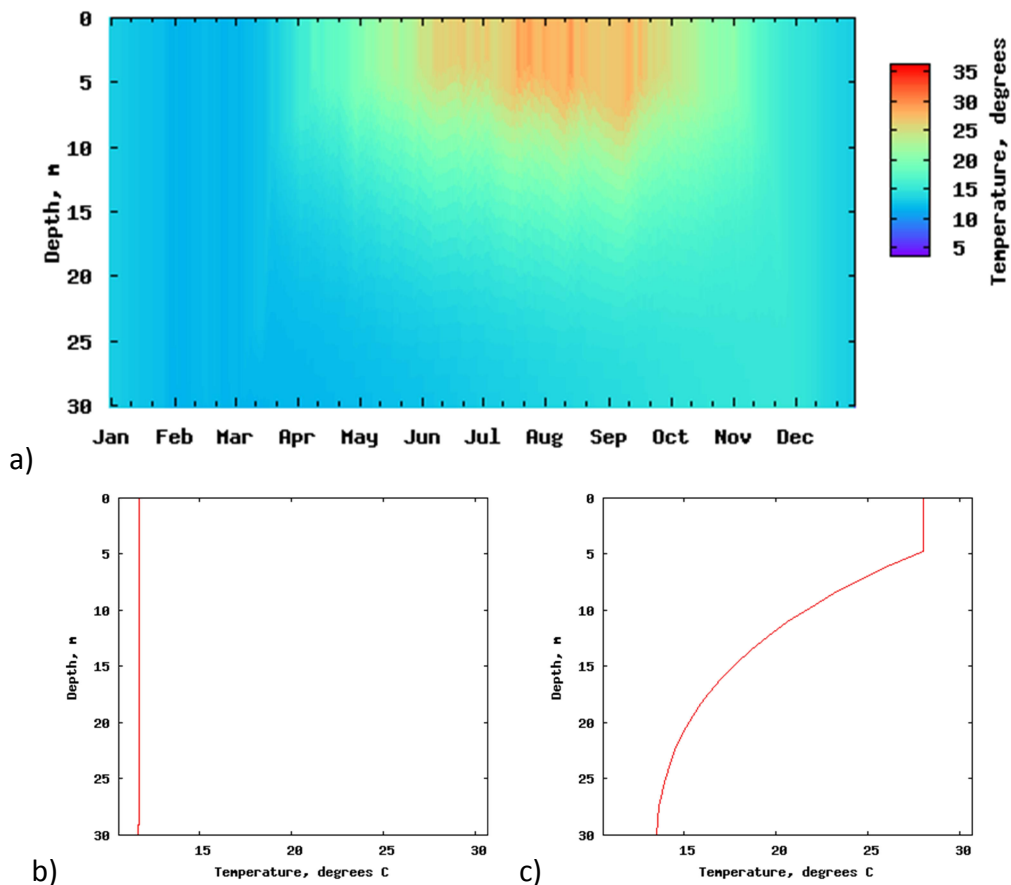 0
5
10
15
20
25
30
Depth, m
Jan Feb Mar Apr May Jun Jul Aug Sep Oct Nov Dec
35
30
25
20
15
10
5
Temperature, degrees
a)
0
5
10
15
20
25
30
Depth, m
15 20 25 30
Temperature, degrees C
b)
0
5
10
15
20
25
30
Depth, m
15 20 25 30
Temperature, degrees C
c)